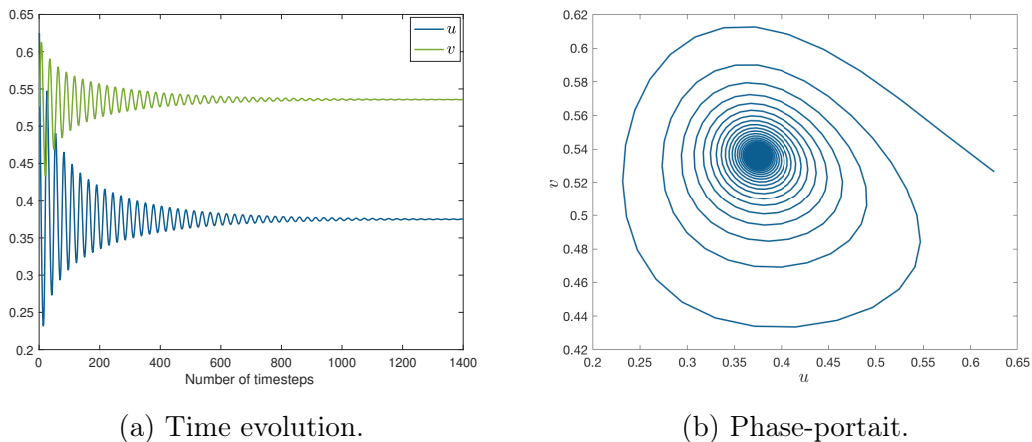 0.65
0.6
0.55
0.5
0.45
0.4
0.35
0.3
0.25
0.2
0 200 400 600 800 1000 1200 1400
Number of timesteps
u
v
(a) Time evolution.
0.62
0.6
0.58
0.56
0.54
0.52
0.5
0.48
0.46
0.44
0.42
v
0.2 0.25 0.3 0.35 0.4 0.45 0.5 0.55 0.6 0.65
u
(b) Phase-portait.